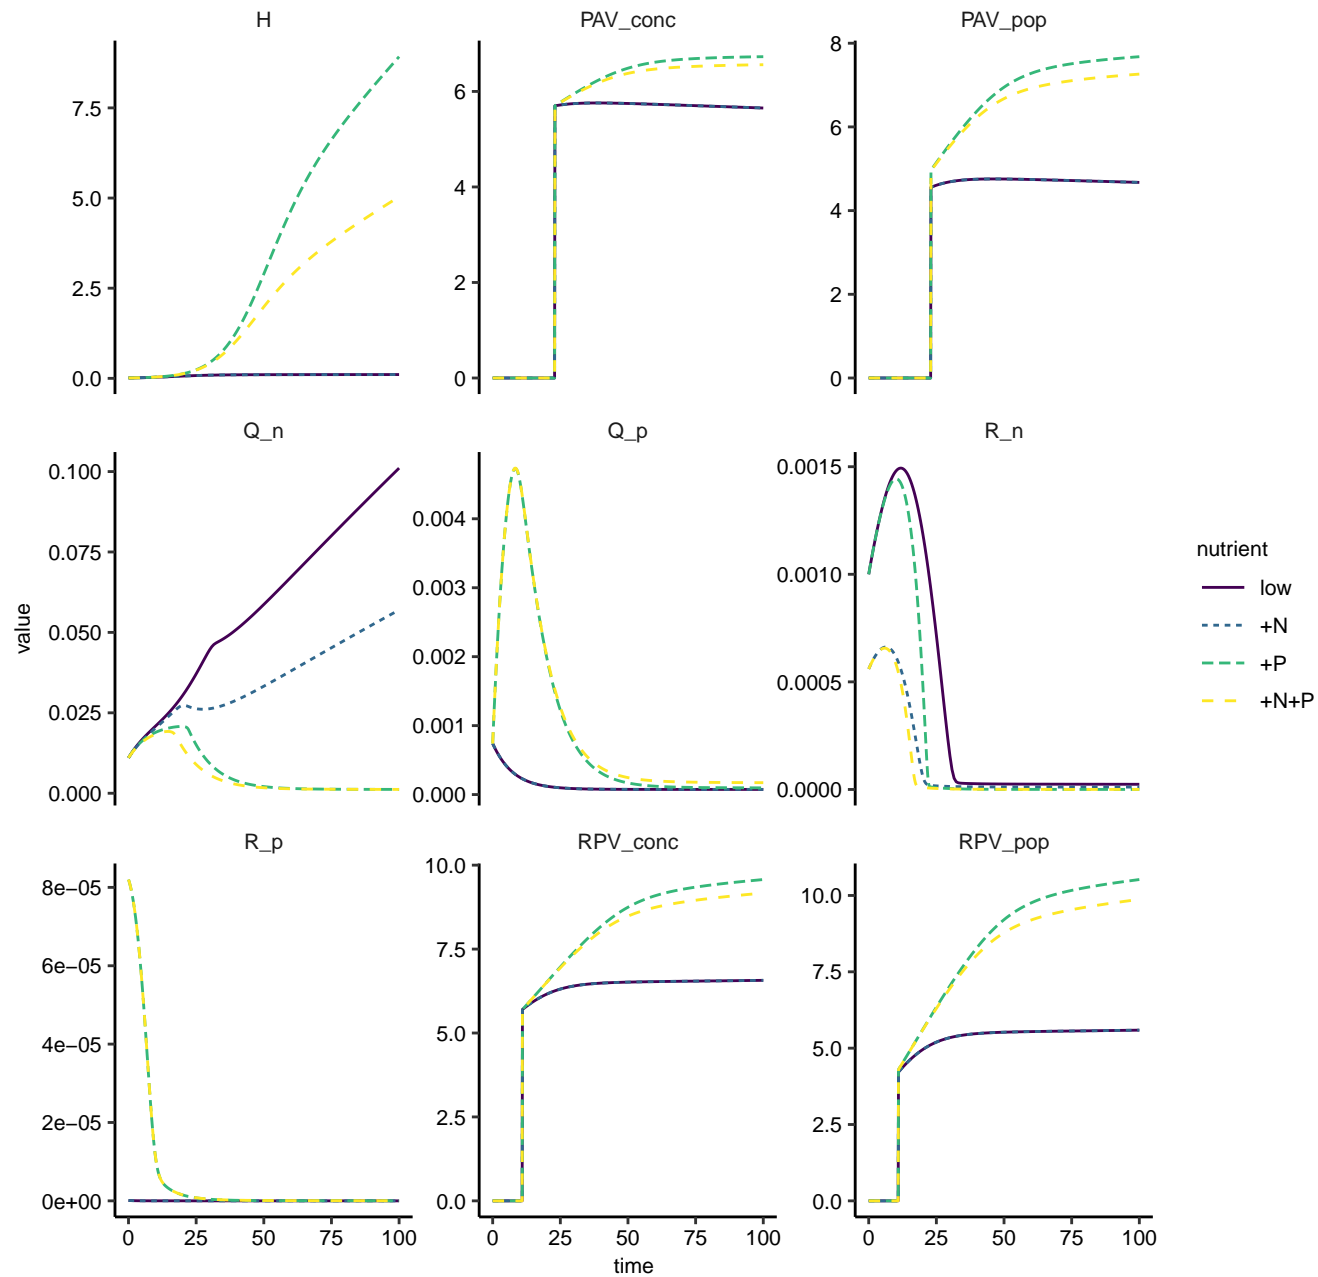 H
PAV_conc
PAV_pop
7.5
5.0
2.5
0.0
6
4
2
0
8
6
4
2
0
Q_n
Q_p
R_n
0.100
0.075
0.050
0.025
0.000
0.004
0.003
0.002
0.001
0.000
0.0015
0.0010
0.0005
0.0000
value
nutrient
low
+N
+P
+N+P
R_p
RPV_conc
RPV_pop
8e−05
6e−05
4e−05
2e−05
0e+00
10.0
7.5
5.0
2.5
0.0
10.0
7.5
5.0
2.5
0.0
0 25 50 75 100
0 25 50 75 100
0 25 50 75 100
time